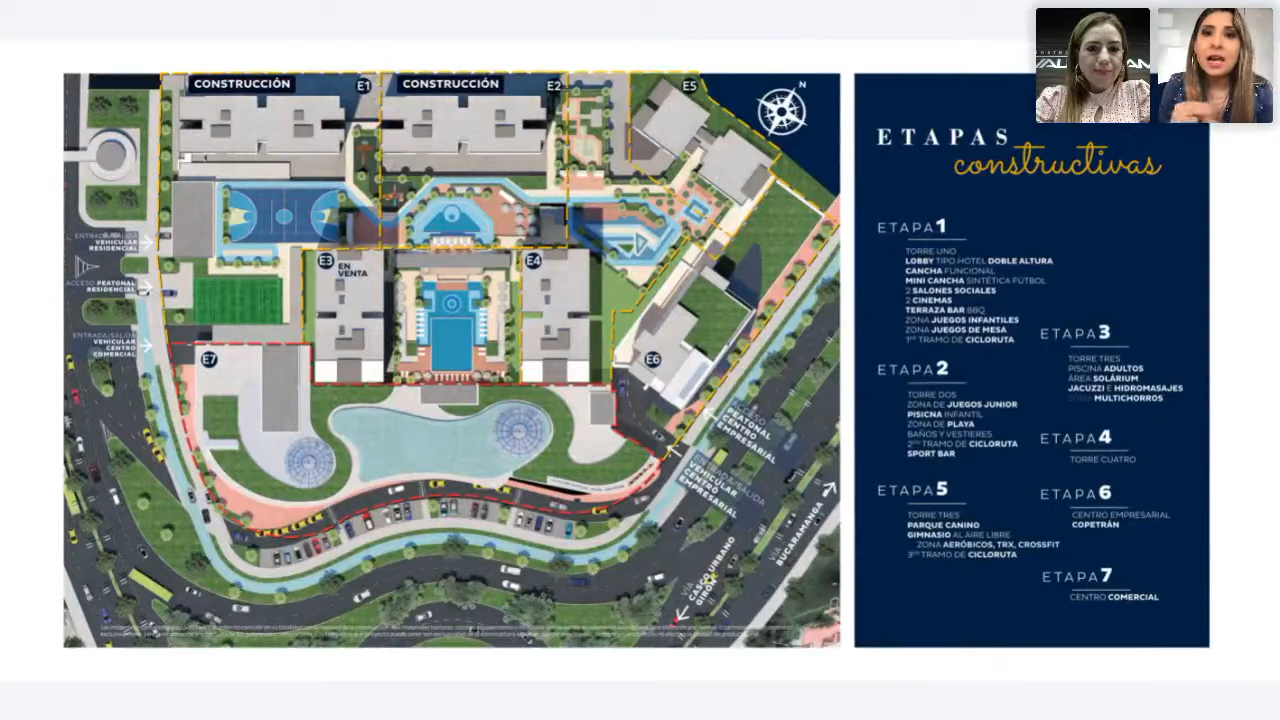 CONSTRUCCIÓN
E1
CONSTRUCCIÓN
E2
E5
N
ENTRADA/SALIDA
VEHICULAR
RESIDENCIAL
ACCESO PEATONAL
RESIDENCIAL
ENTRADA/SALIDA
VEHICULAR
CENTRO
COMERCIAL
E3
EN
VENTA
E4
E7
E6
ACCESO
PEATONAL
CENTRO
EMPRESARIAL
ENTRADA/SALIDA
VEHICULAR
CENTRO
EMPRESARIAL
VÍA
CASCO URBANO
GIRÓN
VÍA
BUCARAMANGA
ETAPAS
constructivas
ETAPA1
TORRE UNO
LOBBY TIPO HOTEL DOBLE ALTURA
CANCHA FUNCIONAL
MINI CANCHA SINTÉTICA FÚTBOL
2 SALONES SOCIALES
2 CINEMAS
TERRAZA BAR BBQ
ZONA JUEGOS INFANTILES
ZONA JUEGOS DE MESA
1ER TRAMO DE CICLORUTA
ETAPA2
TORRE DOS
ZONA DE JUEGOS JUNIOR
PISICNA INFANTIL
ZONA DE PLAYA
BAÑOS Y VESTIERES
2DO TRAMO DE CICLORUTA
SPORT BAR
ETAPA3
TORRE TRES
PISCINA ADULTOS
ÁREA SOLÁRIUM
JACUZZI E HIDROMASAJES
ZONA MULTICHORROS
ETAPA4
TORRE CUATRO
ETAPA5
TORRE TRES
PARQUE CANINO
GIMNASIO AL AIRE LIBRE
ZONA AERÓBICOS, TRX, CROSSFIT
3ER TRAMO DE CICLORUTA
ETAPA6
CENTRO EMPRESARIAL
COPETRÁN
ETAPA7
CENTRO COMERCIAL